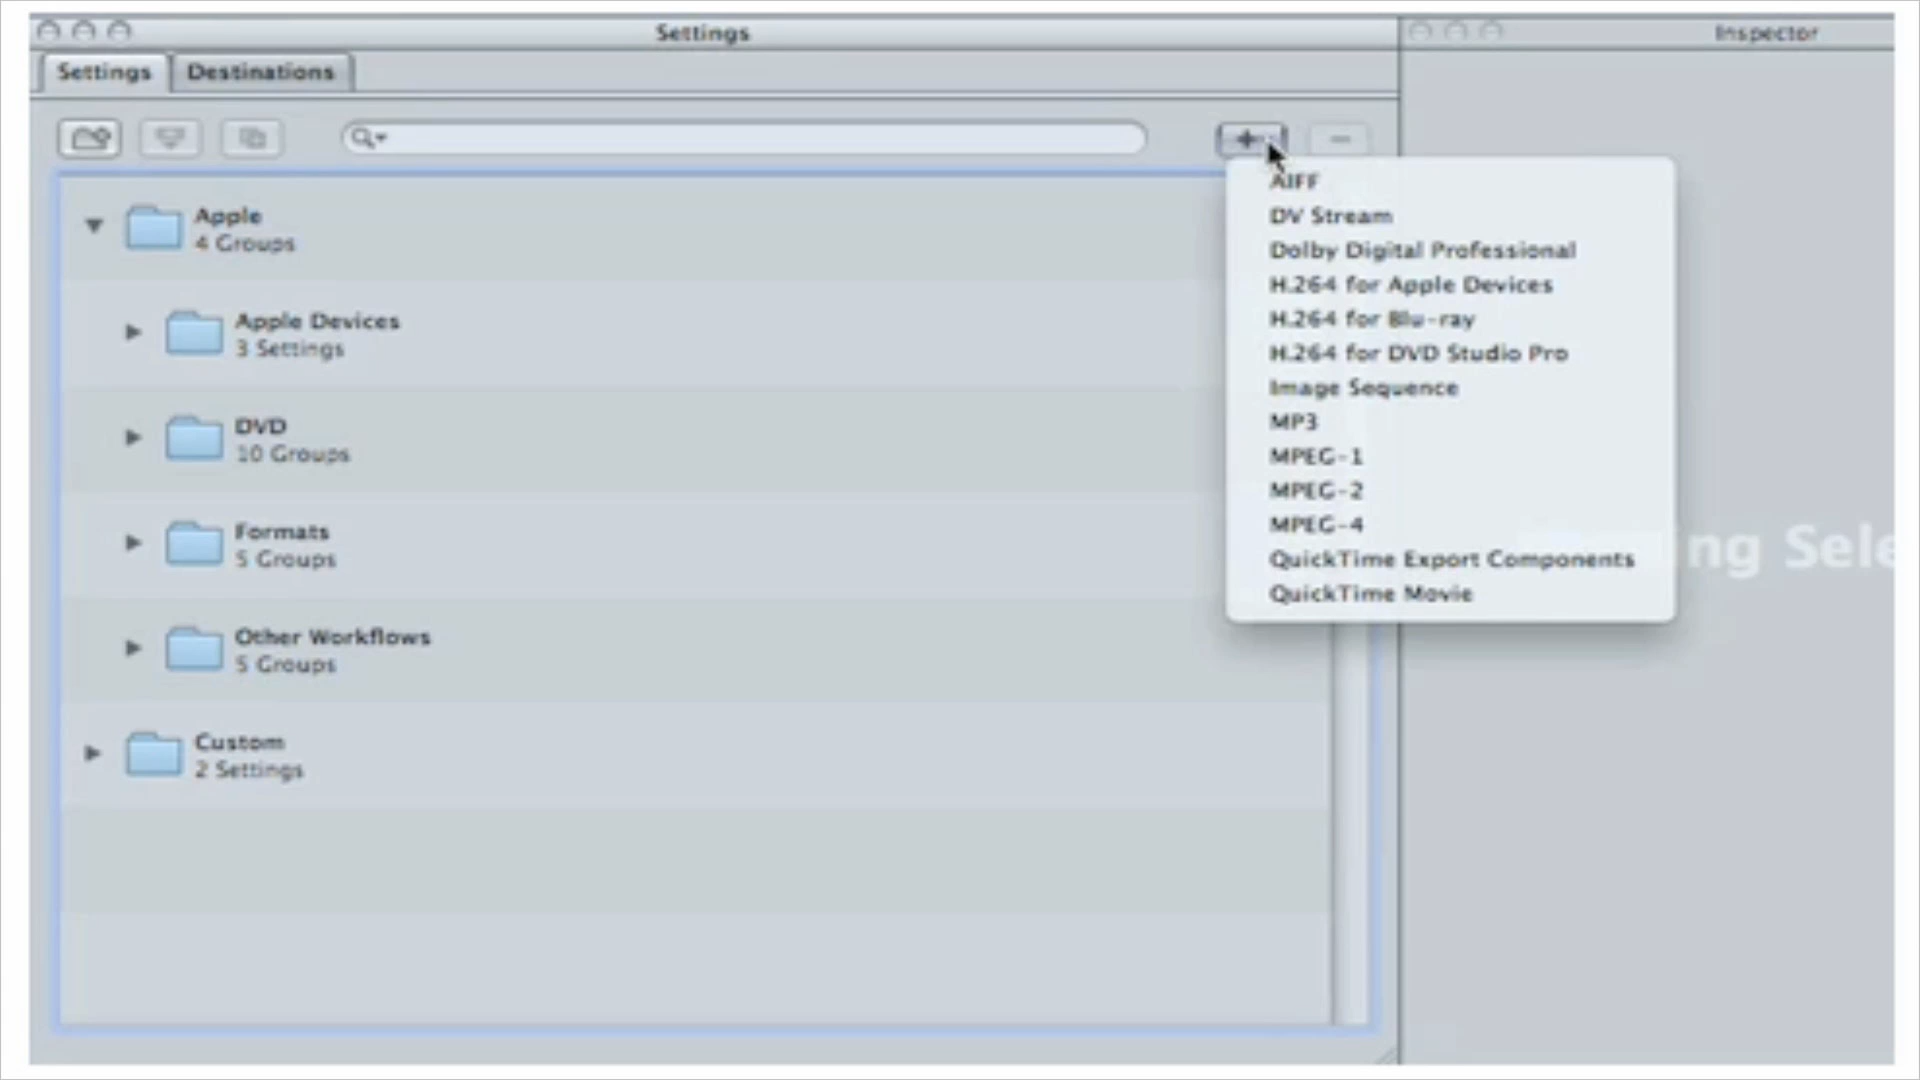 Settings
Inspector
Settings
Destinations
Apple
4 Groups
Apple Devices
3 Settings
DVD
10 Groups
Formats
5 Groups
Other Workflows
5 Groups
Custom
2 Settings
AIFF
DV Stream
Dolby Digital Professional
H.264 for Apple Devices
H.264 for Blu-ray
H.264 for DVD Studio Pro
Image Sequence
MP3
MPEG-1
MPEG-2
MPEG-4
QuickTime Export Components
QuickTime Movie